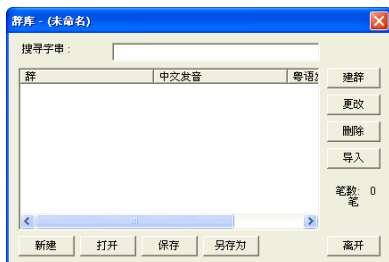 辞库 - (未命名)
搜寻字串：
辞 中文发音 粤语发
建辞
更改
删除
导入
笔数: 0
笔
新建 打开 保存 另存为 离开